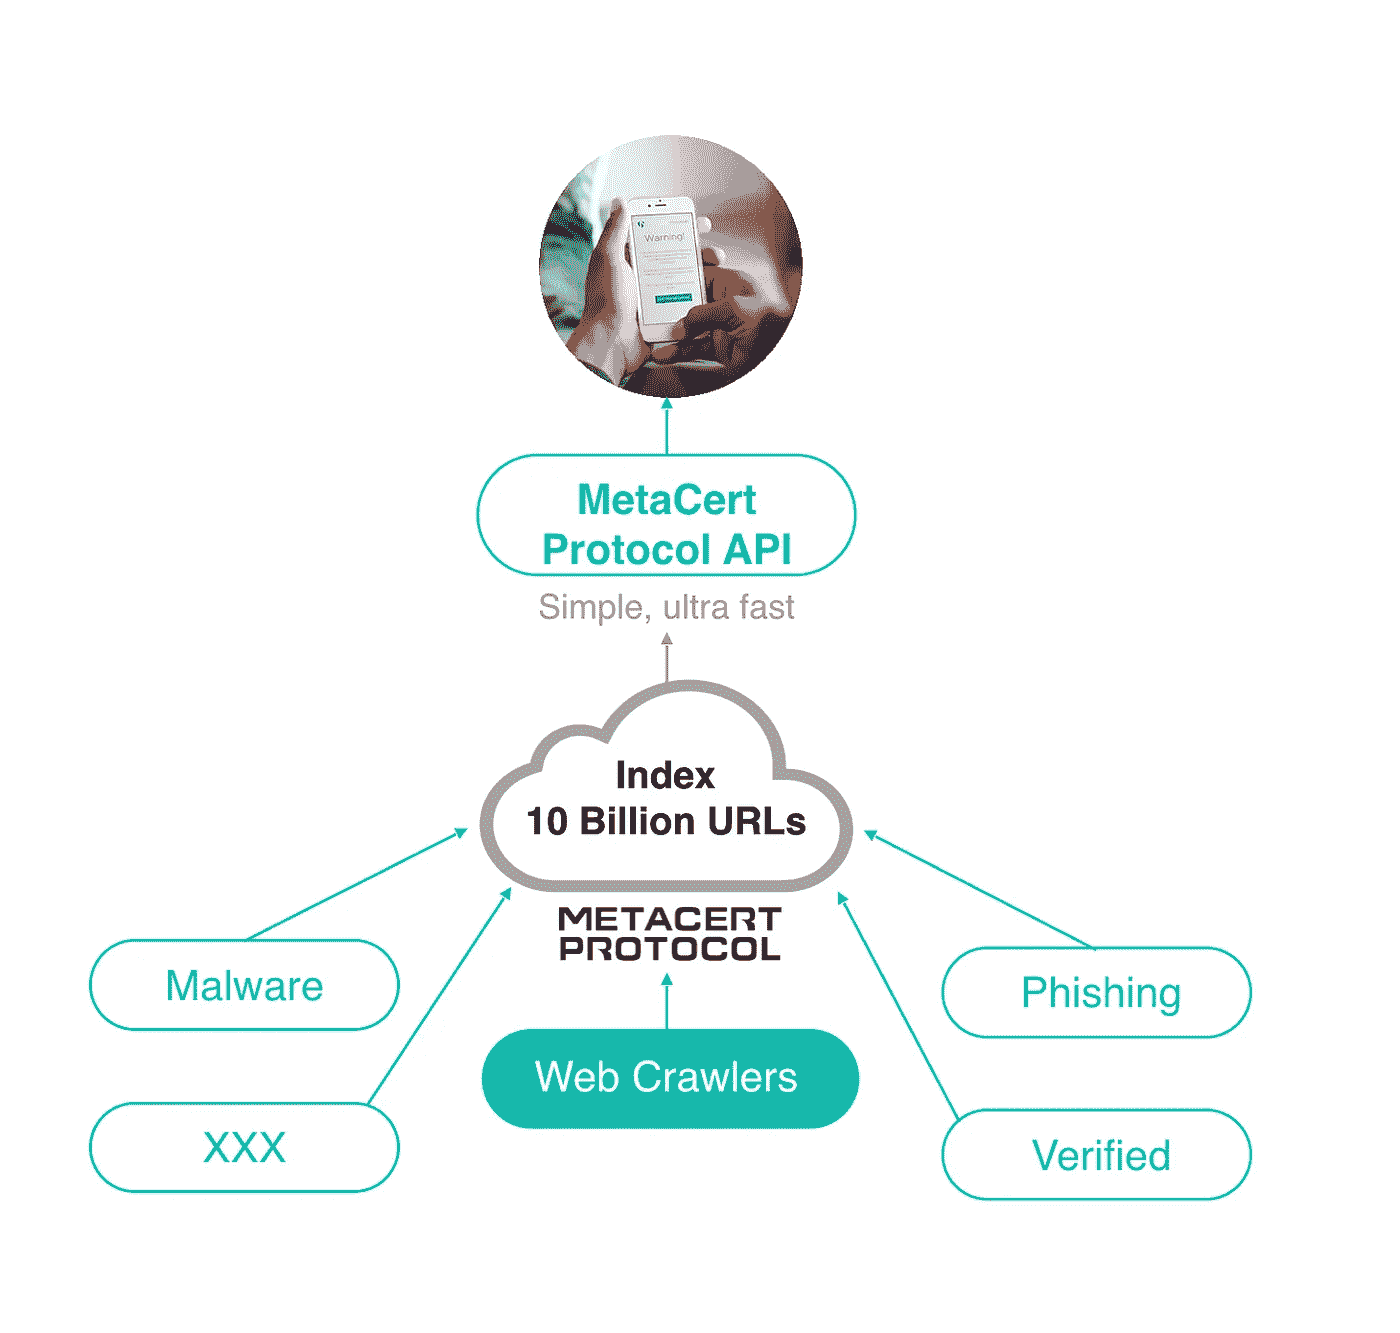 Warning!
MetaCert
Protocol API
Simple, ultra fast
Index
10 Billion URLs
METACERT
PROTOCOL
Malware
Phishing
Web Crawlers
XXX
Verified